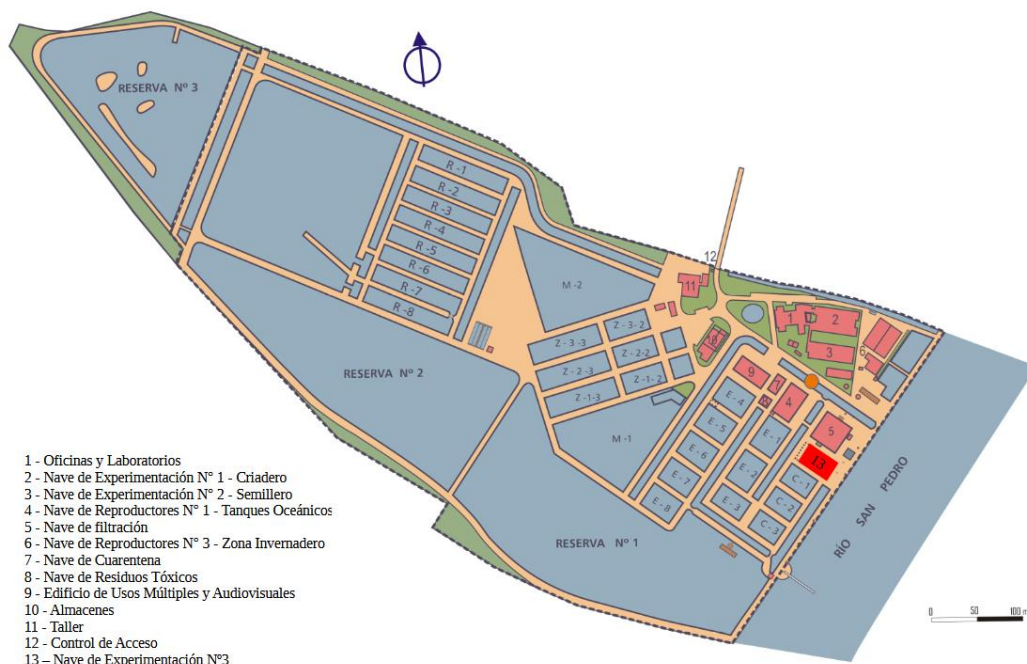 RESERVA Nº 3
R -1
R -2
R -3
R -4
R -5
R -6
R -7
R -8
12
11
M -2
1
2
Z - 3 -3
Z - 3- 2
3
6
10
Z - 2 -3
Z - 2-2
RESERVA Nº 2
9
7
Z -1-3
Z -1- 2
E - 4
4
M -1
E - 5
E - 1
5
E - 6
13
E - 7
E - 2
C - 1
E - 8
E - 3
C - 2
C - 3
RESERVA Nº 1
RÍO SAN PEDRO
1 - Oficinas y Laboratorios
2 - Nave de Experimentación N° 1 - Criadero
3 - Nave de Experimentación N° 2 - Semillero
4 - Nave de Reproductores N° 1 - Tanques Oceánicos
5 - Nave de filtración
6 - Nave de Reproductores N° 3 - Zona Invernadero
7 - Nave de Cuarentena
8 - Nave de Residuos Tóxicos
9 - Edificio de Usos Múltiples y Audiovisuales
10 - Almacenes
11 - Taller
12 - Control de Acceso
13 – Nave de Experimentación Nº3
0 50 100 m